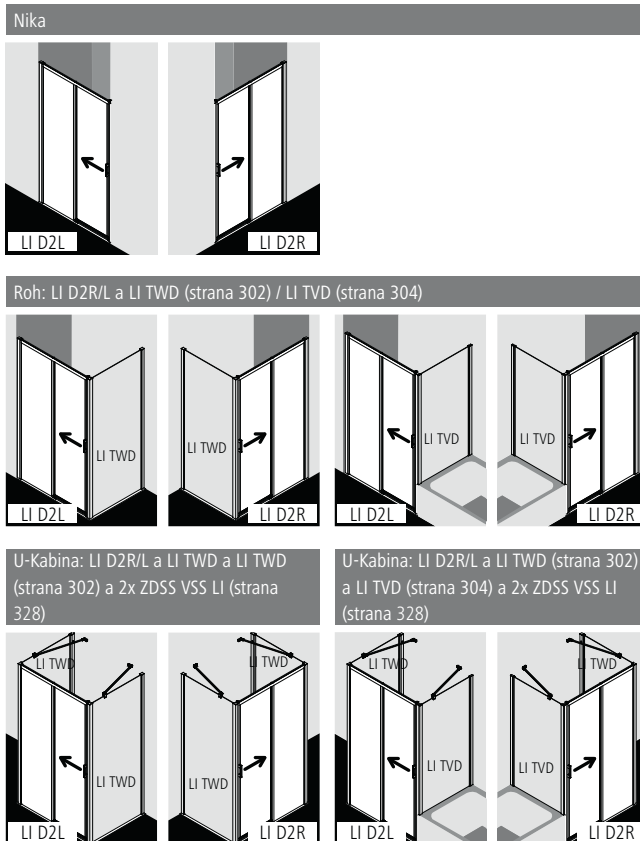 Nika
LI D2L
LI D2R
Roh: LI D2R/L a LI TWD (strana 302) / LI TVD (strana 304)
LI TWD
LI D2L
LI TWD
LI D2R
LI TVD
LI D2L
LI TVD
LI D2R
U-Kabina: LI D2R/L a LI TWD a LI TWD
(strana 302) a 2x ZDSS VSS LI (strana
328)
U-Kabina: LI D2R/L a LI TWD (strana 302)
a LI TVD (strana 304) a 2x ZDSS VSS LI
(strana 328)
LI TWD
LI TWD
LI D2L
LI TWD
LI TWD
LI D2R
LI TWD
LI TVD
LI D2L
LI TWD
LI TVD
LI D2R